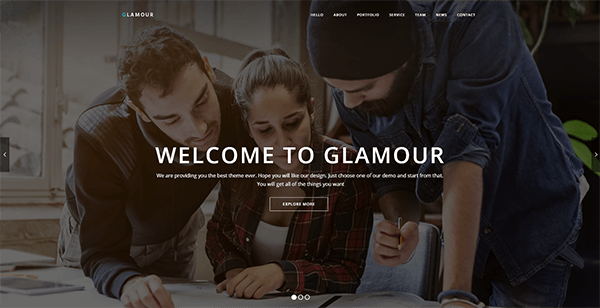 GLAMOUR
HELLO ABOUT PORTFOLIO SERVICE TEAM NEWS CONTACT
WELCOME TO GLAMOUR
We are providing you the best theme ever. Hope you will like our design. Just choose one of our demo and start from that.
You will get all of the things you want
EXPLORE MORE